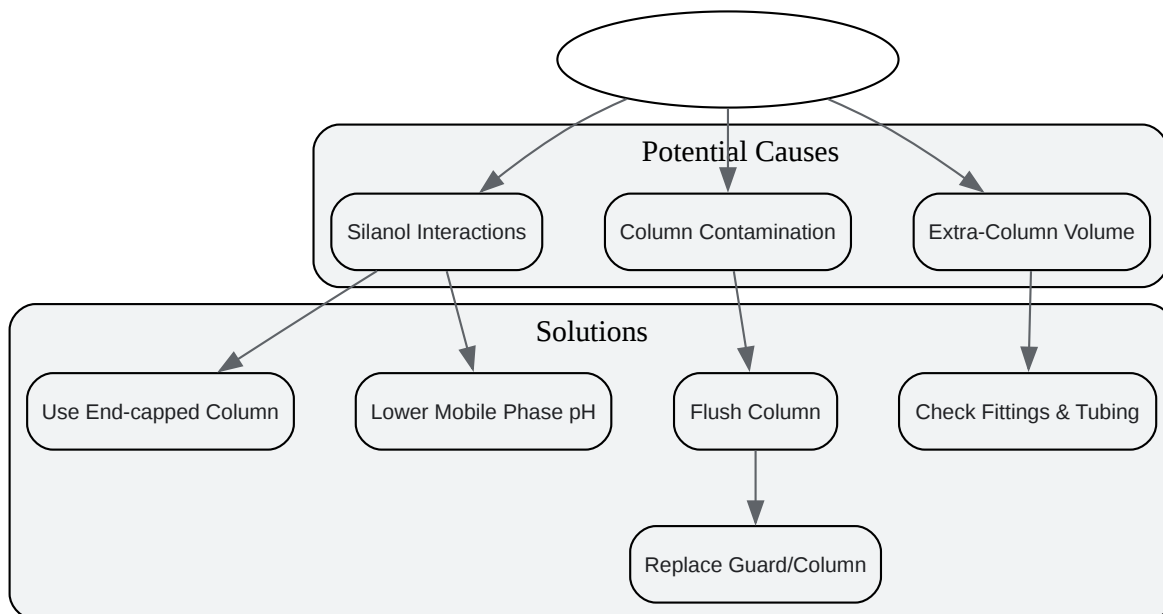 Potential Causes
Silanol Interactions
Column Contamination
Extra-Column Volume
Solutions
Use End-capped Column
Lower Mobile Phase pH
Flush Column
Check Fittings & Tubing
Replace Guard/Column